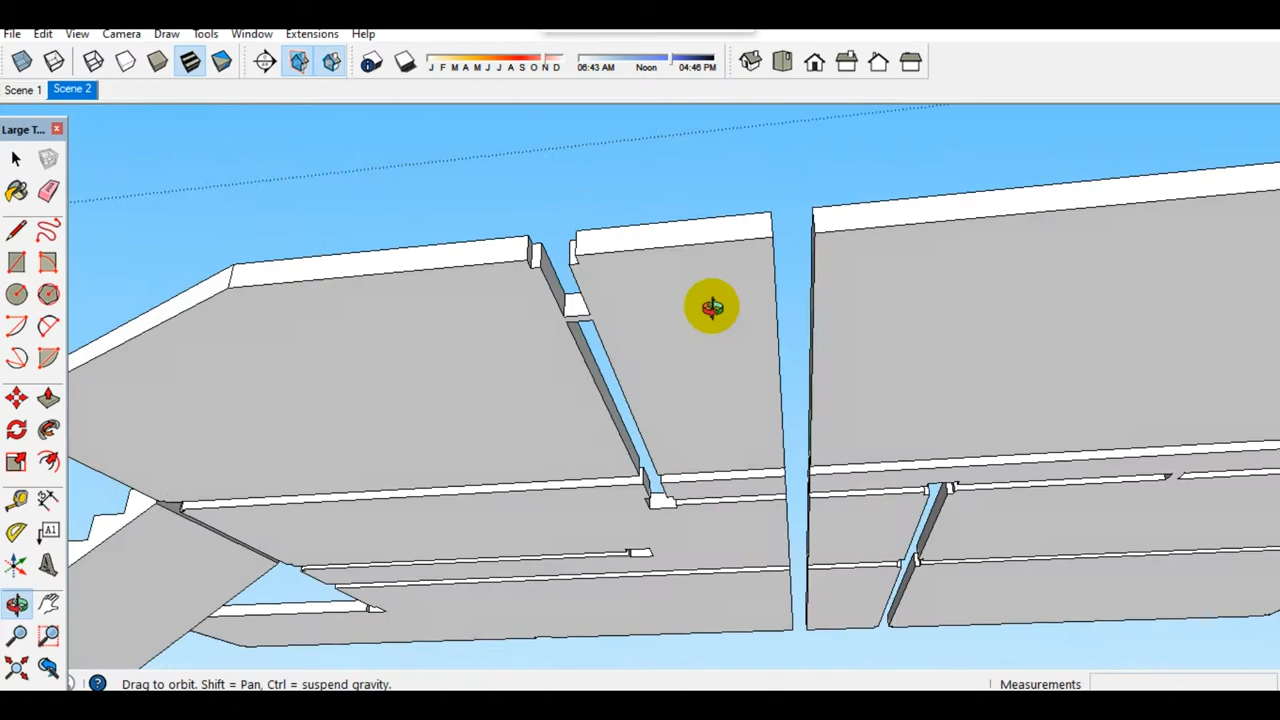 File Edit View Camera Draw Tools Window Extensions Help
J F M A M J J A S O N D 06:43 AM Noon 04:46 PM
Scene 1 Scene 2
Large T...
A1
Drag to orbit. Shift = Pan, Ctrl = suspend gravity. Measurements